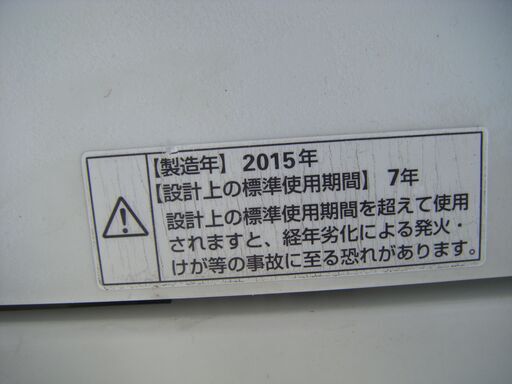 【製造年】 2015年
【設計上の標準使用期間】 7年
設計上の標準使用期間を超えて使用
されますと、経年劣化による発火・
けが等の事故に至る恐れがあります。